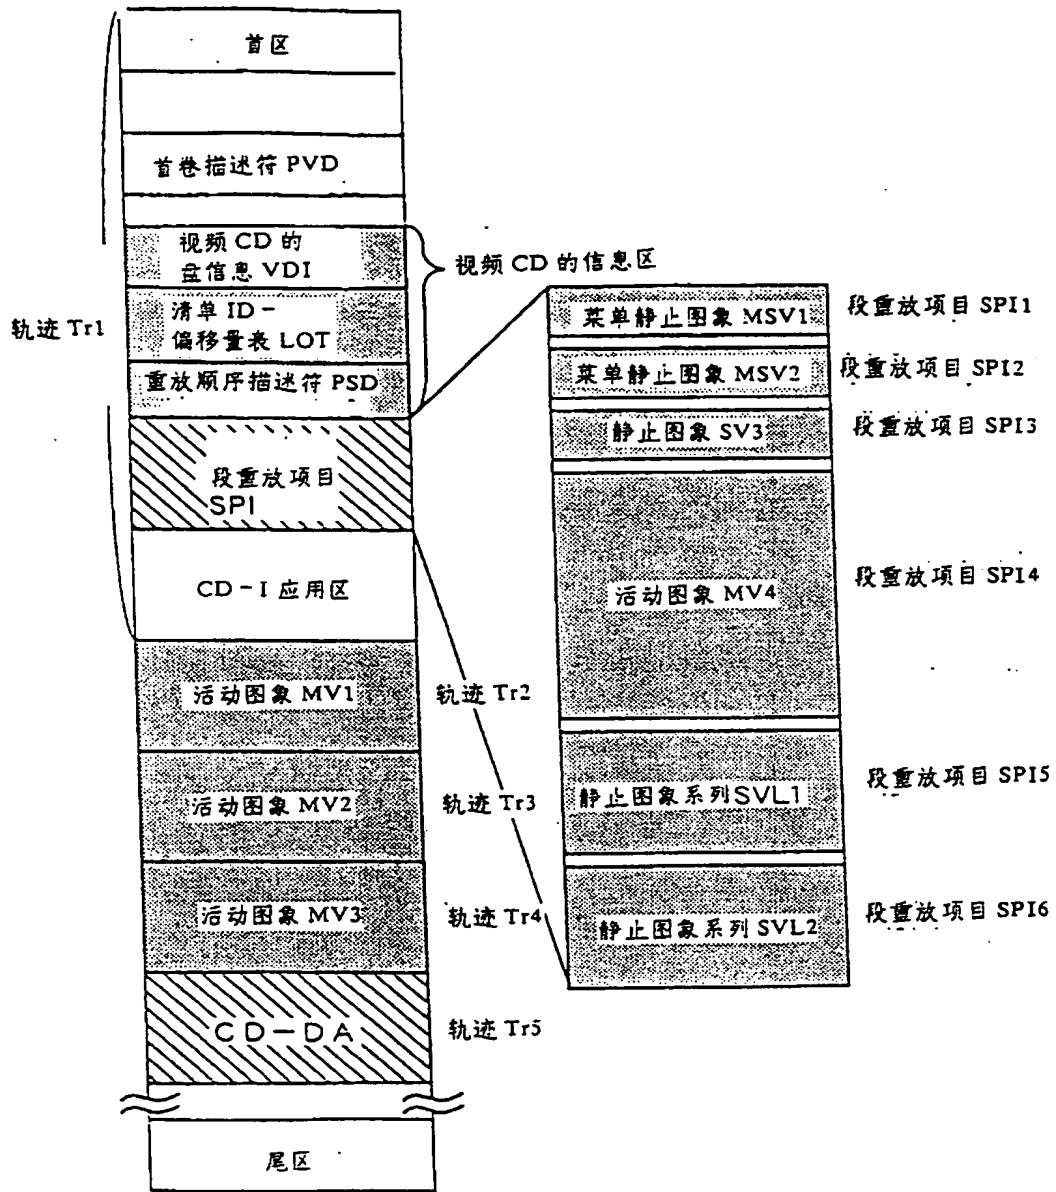 首区
首卷描述符 PVD
视频 CD 的
盘信息 VDI
清单 ID－
偏移量表 LOT
重放顺序描述符 PSD
视频 CD 的信息区
轨迹 Tr1
段重放项目
SPI
CD－I 应用区
活动图象 MV1
轨迹 Tr2
活动图象 MV2
轨迹 Tr3
活动图象 MV3
轨迹 Tr4
CD－DA
轨迹 Tr5
尾区
菜单静止图象 MSV1
段重放项目 SPI1
菜单静止图象 MSV2
段重放项目 SPI2
静止图象 SV3
段重放项目 SPI3
活动图象 MV4
段重放项目 SPI4
静止图象系列 SVL1
段重放项目 SPI5
静止图象系列 SVL2
段重放项目 SPI6